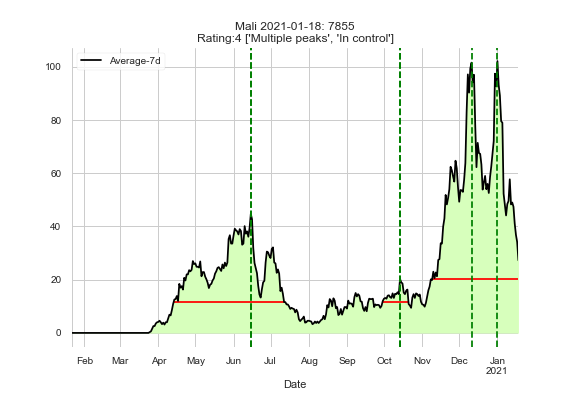 Mali 2021-01-18: 7855
Rating:4 ['Multiple peaks', 'In control']
Average-7d
100
80
60
40
20
0
Feb Mar Apr May Jun Jul Aug Sep Oct Nov Dec Jan
2021
Date